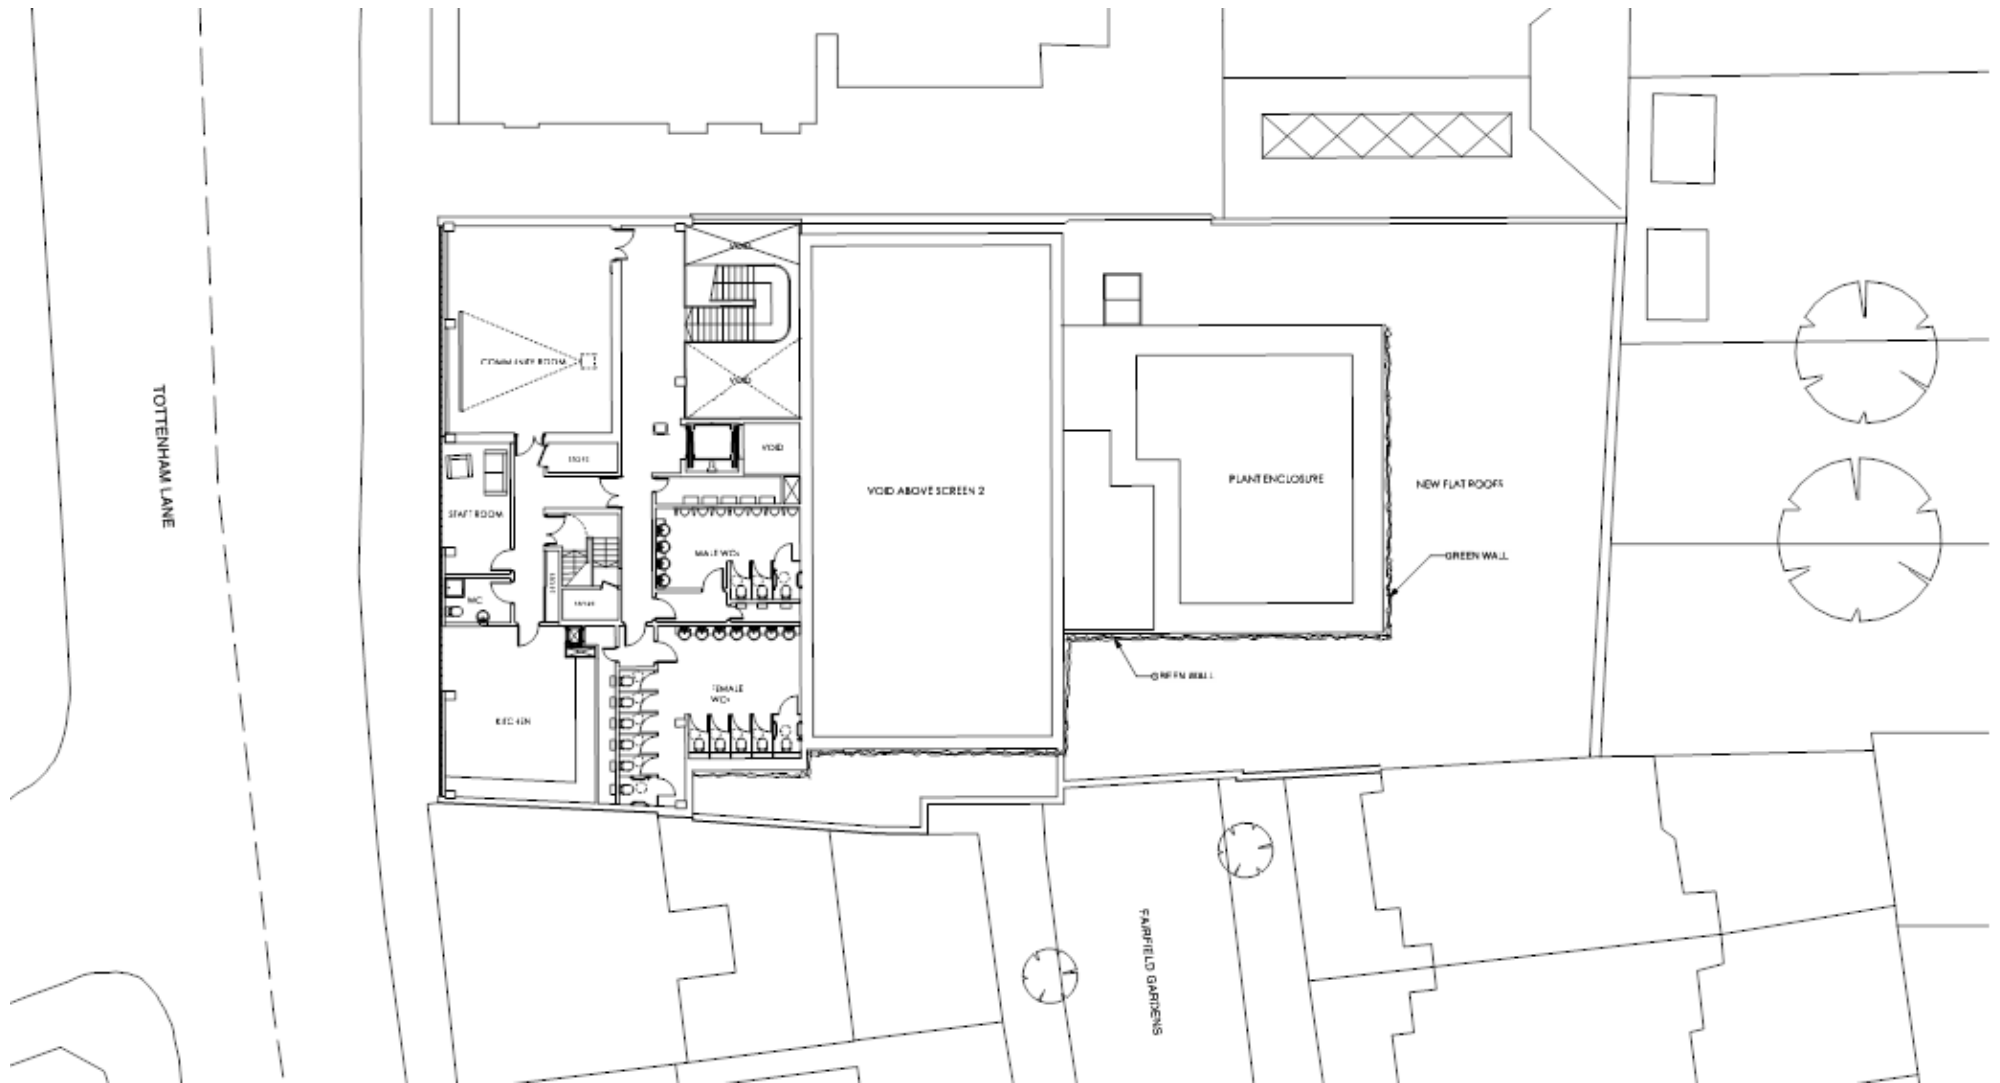 VOID
COMMUNITY ROOM
VOID
TOTTENHAM LANE
STORE
VOID
PLANT ENCLOSURE
NEW FLAT ROOFS
VOID ABOVE SCREEN 2
STAFF ROOM
MALE WCs
GREEN WALL
WC
STORE
GREEN WALL
FEMALE
WCs
KITCHEN
FAIRFIELD GARDENS